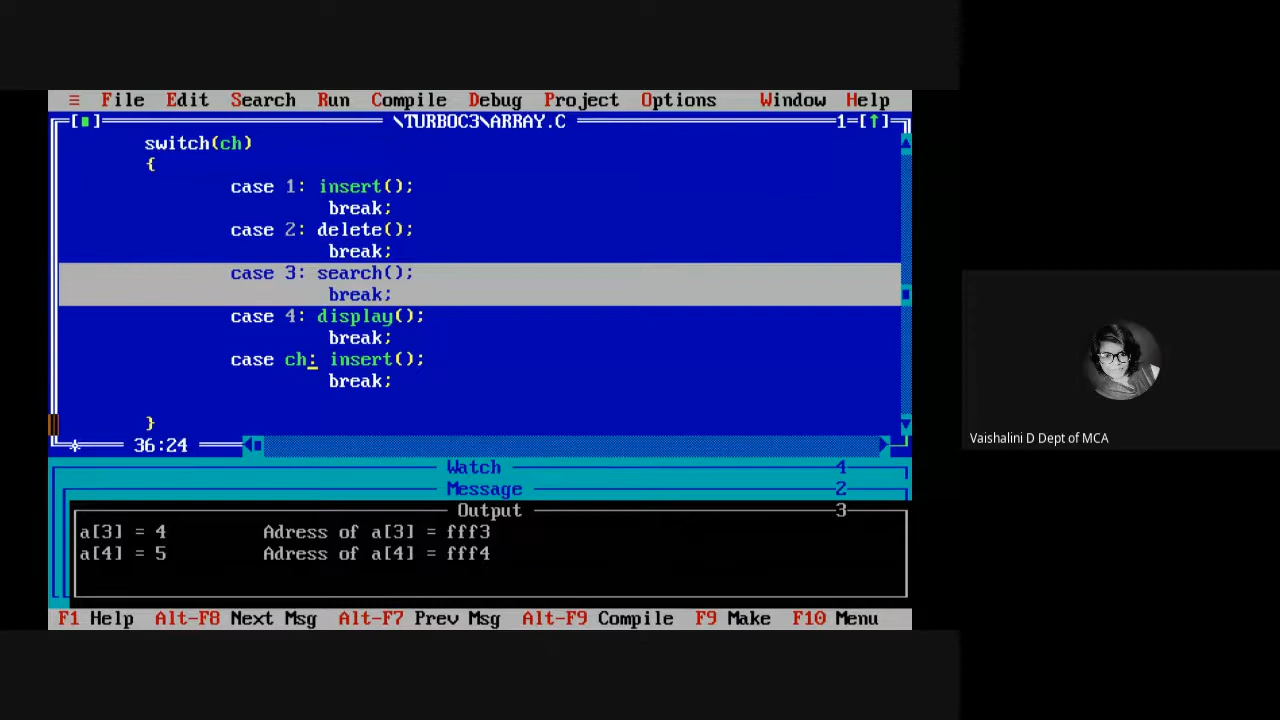 ≡ File Edit Search Run Compile Debug Project Options Window Help
[■] \TURBOC3\ARRAY.C 1=[↑]
switch(ch)
{
case 1: insert();
break;
case 2: delete();
break;
case 3: search();
break;
case 4: display();
break;
case ch: insert();
break;
}
36:24
Watch 4
Message 2
Output 3
a[3] = 4 Adress of a[3] = fff3
a[4] = 5 Adress of a[4] = fff4
F1 Help Alt-F8 Next Msg Alt-F7 Prev Msg Alt-F9 Compile F9 Make F10 Menu
Vaishalini D Dept of MCA